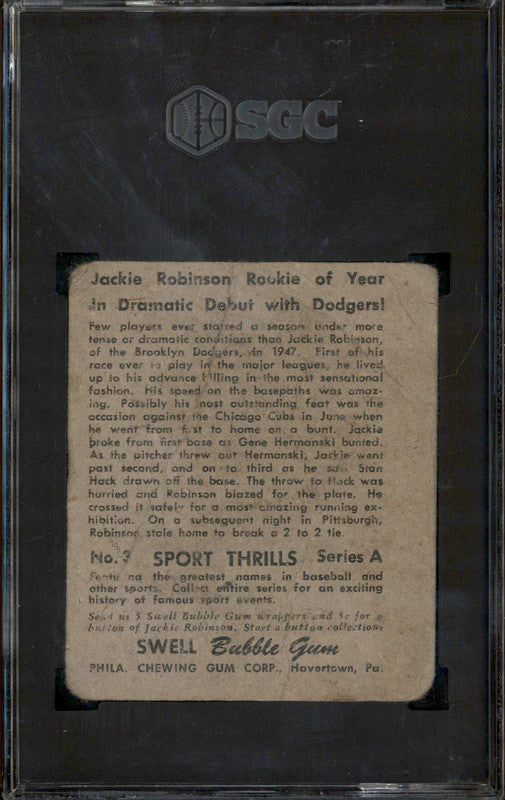 SGC
Jackie Robinson Rookie of Year
In Dramatic Debut with Dodgers!
Few players ever starred a season under more
tense or dramatic conditions than Jackie Robinson,
of the Brooklyn Dodgers, in 1947. First of his
race ever to play in the major leagues, he lived
up to his advance billing in the most sensational
fashion. His speed on the basepaths was amaz-
ing. Possibly his most outstanding feat was the
occasion against the Chicago Cubs in June when
he went from first to home on a bunt. Jackie
broke from first base as Gene Hermanski bunted.
As the pitcher threw out Hermanski, Jackie went
past second, and on to third as he saw Stan
Hack drawn off the base. The throw to Hack was
hurried and Robinson blazed for the plate. He
crossed it safely for a most amazing running ex-
hibition. On a subsequent night in Pittsburgh,
Robinson stole home to break a 2 to 2 tie.
No. 3 SPORT THRILLS Series A
Featuring the greatest names in baseball and
other sports. Collect entire series for an exciting
history of famous sport events.
Send us 5 Swell Bubble Gum wrappers and 5c for a
button of Jackie Robinson. Start a button collection.
SWELL Bubble Gum
PHILA. CHEWING GUM CORP., Havertown, Pa.